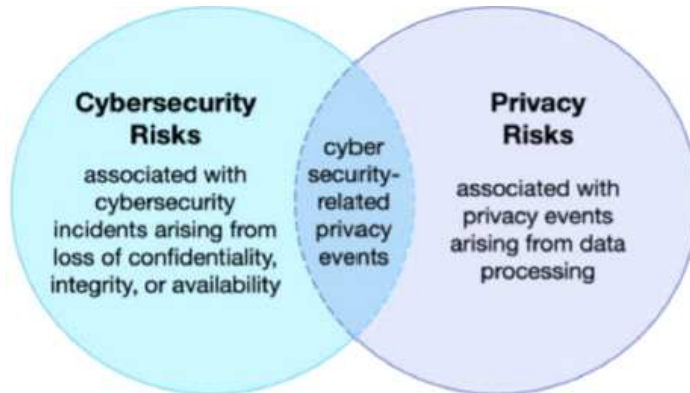 Cybersecurity
Risks
associated with
cybersecurity
incidents arising from
loss of confidentiality,
integrity, or availability
cyber
security-
related
privacy
events
Privacy
Risks
associated with
privacy events
arising from data
processing